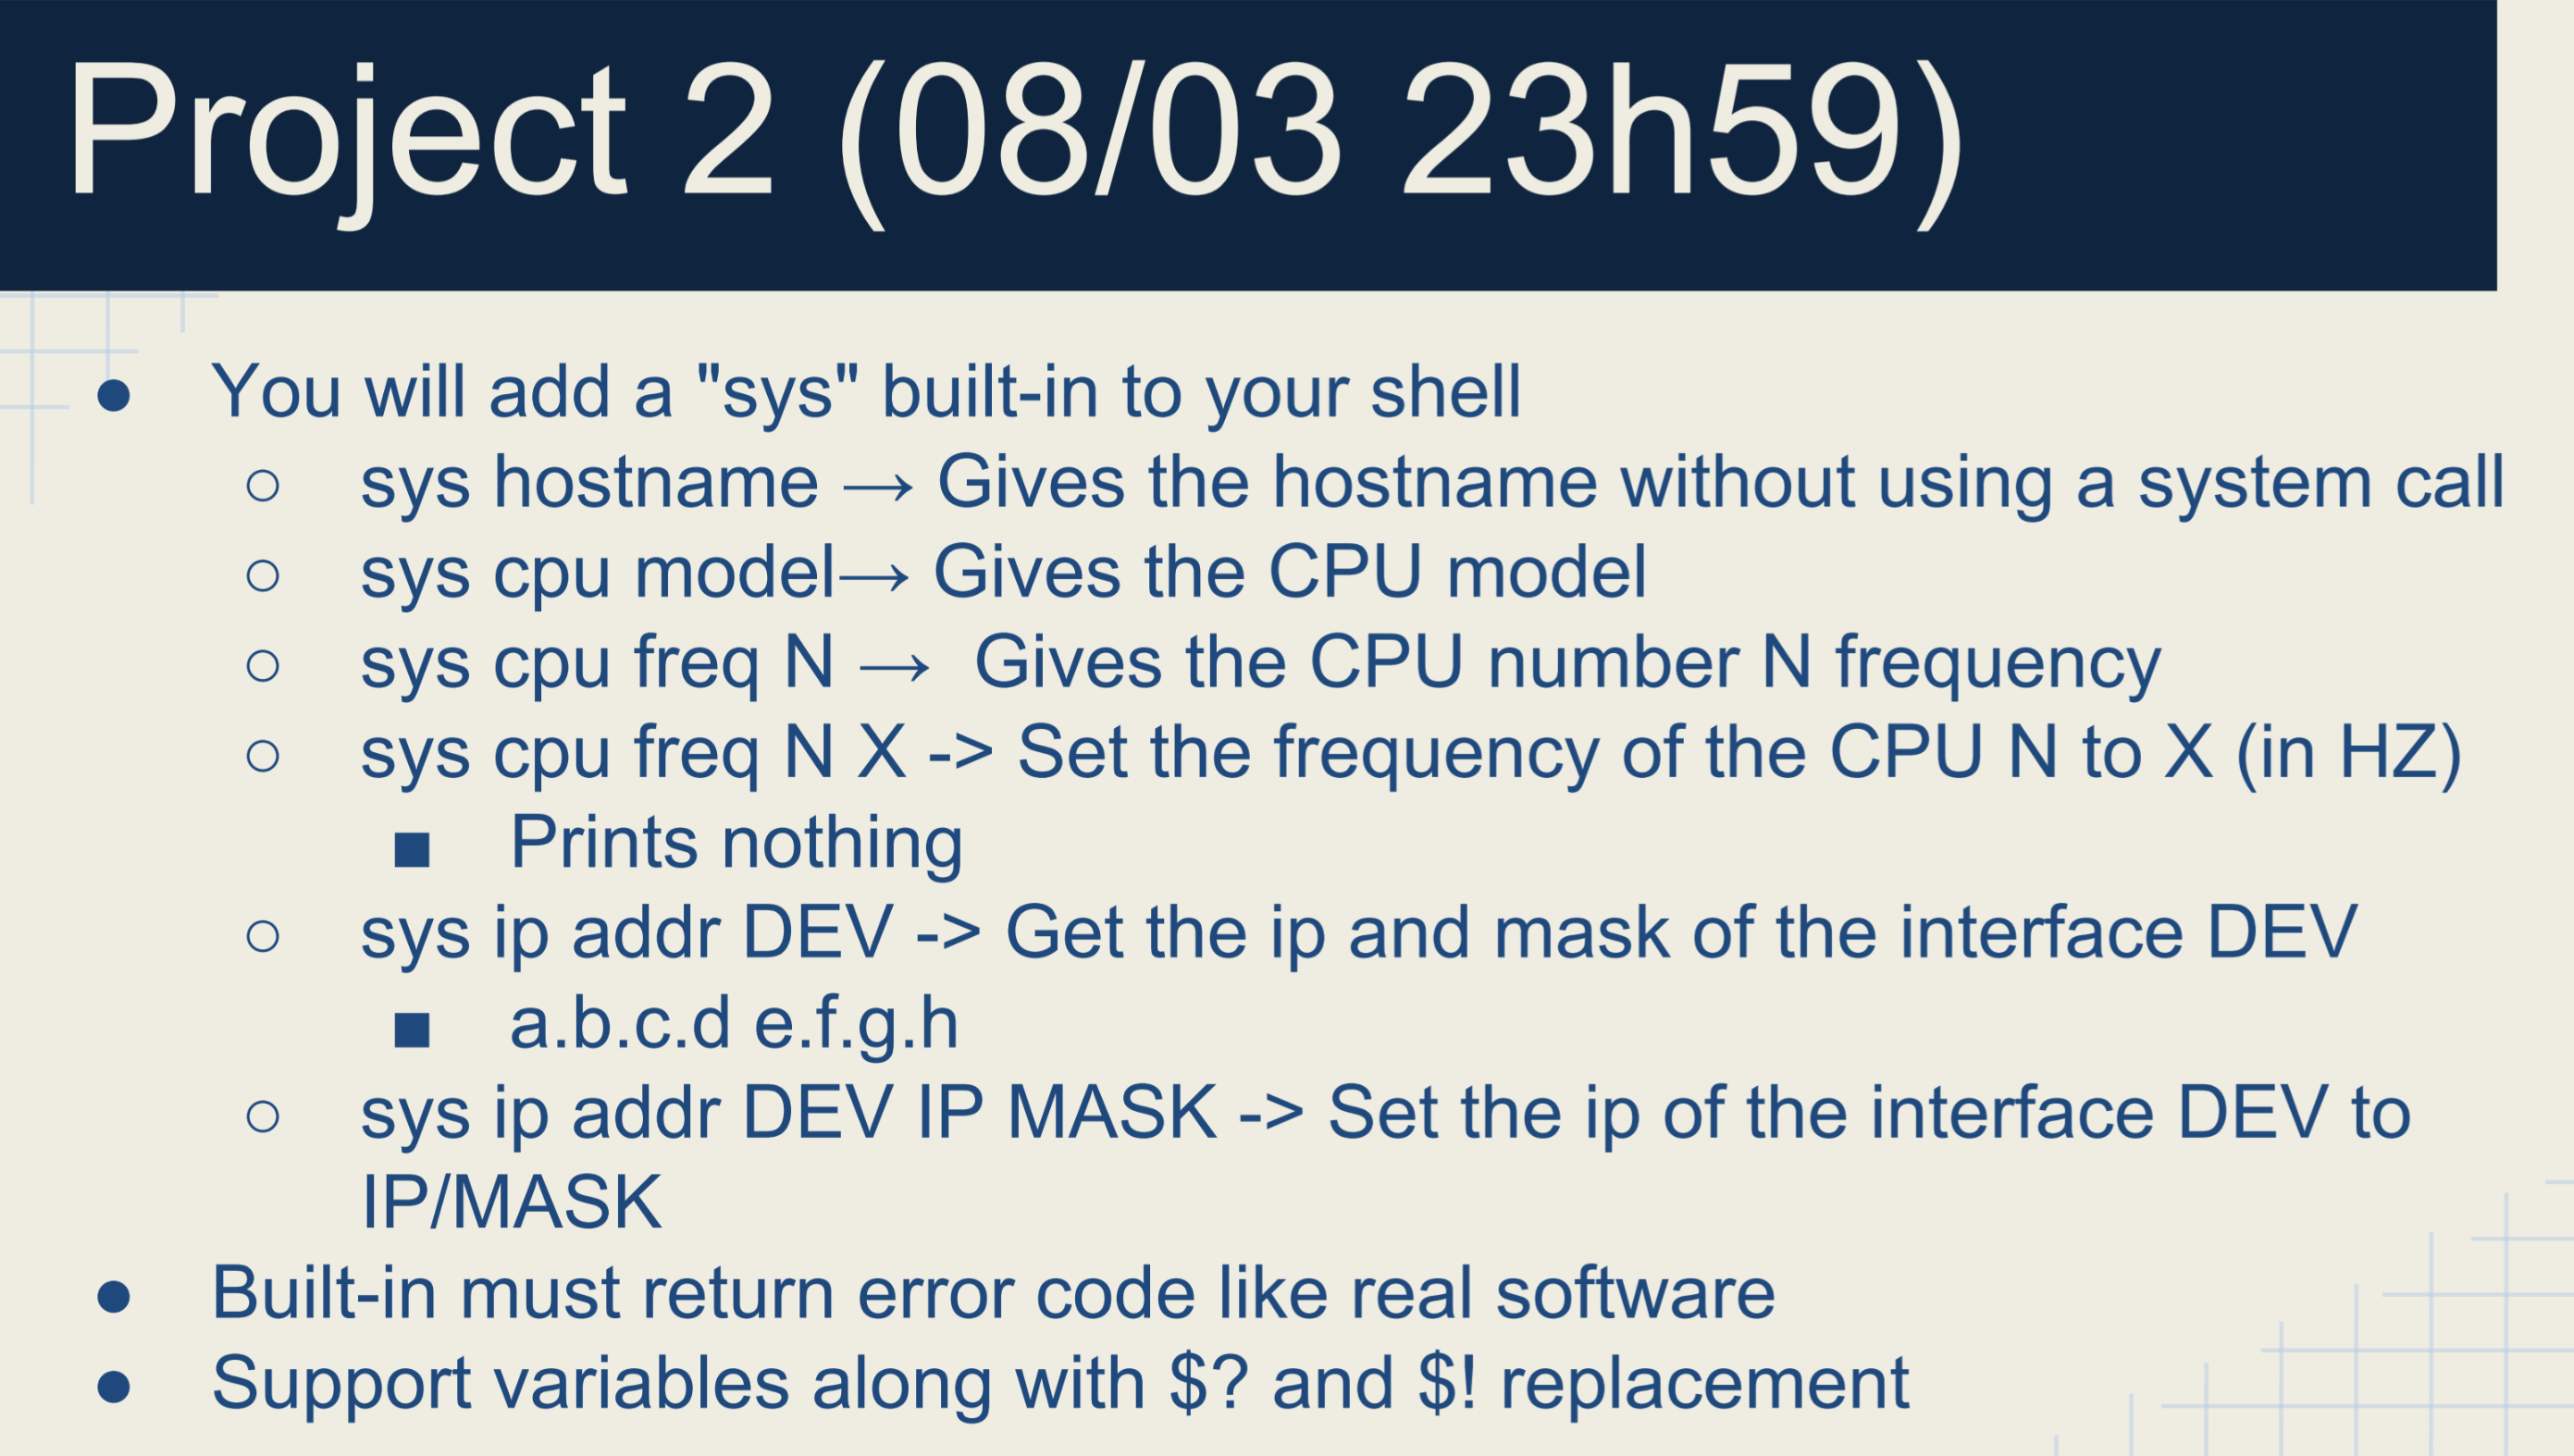 Project 2 (08/03 23h59)
● You will add a "sys" built-in to your shell
○ sys hostname → Gives the hostname without using a system call
○ sys cpu model→ Gives the CPU model
○ sys cpu freq N → Gives the CPU number N frequency
○ sys cpu freq N X -> Set the frequency of the CPU N to X (in HZ)
■ Prints nothing
○ sys ip addr DEV -> Get the ip and mask of the interface DEV
■ a.b.c.d e.f.g.h
○ sys ip addr DEV IP MASK -> Set the ip of the interface DEV to
IP/MASK
● Built-in must return error code like real software
● Support variables along with $? and $! replacement